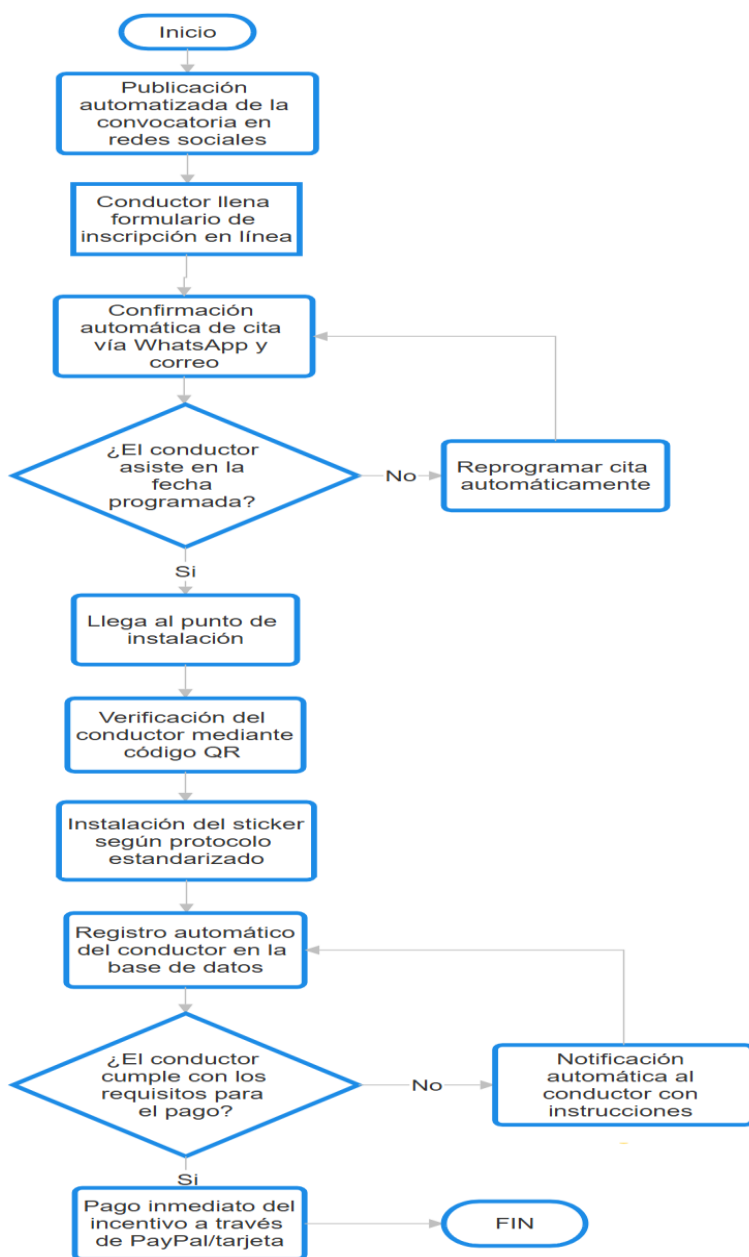 Inicio
Publicación
automatizada de la
convocatoria en
redes sociales
Conductor llena
formulario de
inscripción en línea
Confirmación
automática de cita
vía WhatsApp y
correo
¿El conductor
asiste en la
fecha
programada?
No
Reprogramar cita
automáticamente
Si
Llega al punto de
instalación
Verificación del
conductor mediante
código QR
Instalación del sticker
según protocolo
estandarizado
Registro automático
del conductor en la
base de datos
¿El conductor
cumple con los
requisitos para
el pago?
No
Notificación
automática al
conductor con
instrucciones
Si
Pago inmediato del
incentivo a través
de PayPal/tarjeta
FIN